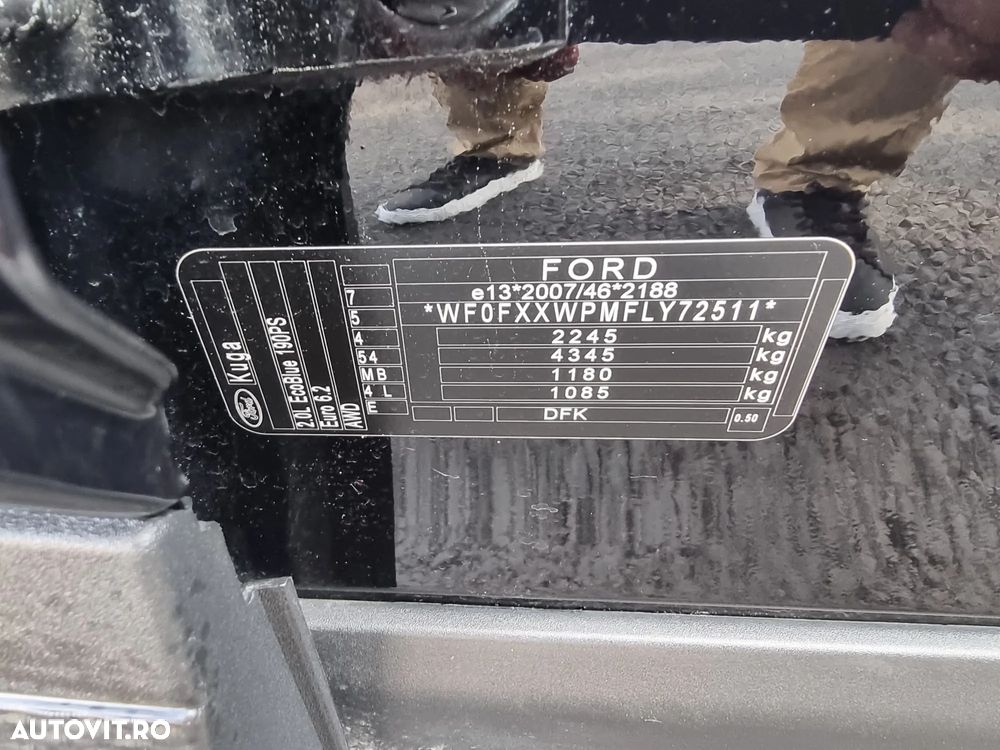 FORD
e13*2007/46*2188
*WF0FXXWPMFLY72511*
2245 kg
4345 kg
1180 kg
1085 kg
DFK
0.50
7
5
4
54
MB
4 L
E
Ford
Kuga
2.0L EcoBlue 190PS
Euro 6.2
AWD
AUTOVIT.RO